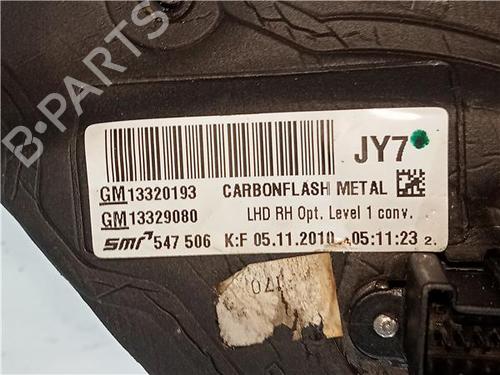 B-PARTS
JY7
GM13320193 CARBONFLASH METAL
GM13329080 LHD RH Opt. Level 1 conv.
smr 547 506 K:F 05.11.2010 05:11:23 2.